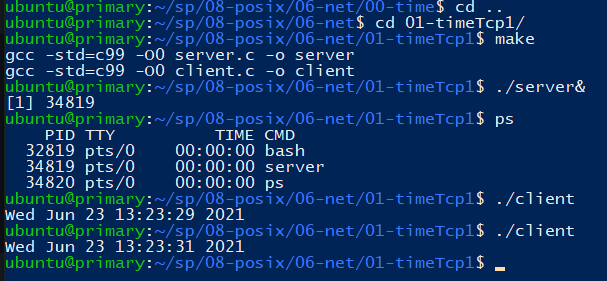 ubuntu@primary:~/sp/08-posix/06-net/00-time$ cd ..
ubuntu@primary:~/sp/08-posix/06-net$ cd 01-timeTcp1/
ubuntu@primary:~/sp/08-posix/06-net/01-timeTcp1$ make
gcc -std=c99 -O0 server.c -o server
gcc -std=c99 -O0 client.c -o client
ubuntu@primary:~/sp/08-posix/06-net/01-timeTcp1$ ./server&
[1] 34819
ubuntu@primary:~/sp/08-posix/06-net/01-timeTcp1$ ps
    PID TTY          TIME CMD
  32819 pts/0    00:00:00 bash
  34819 pts/0    00:00:00 server
  34820 pts/0    00:00:00 ps
ubuntu@primary:~/sp/08-posix/06-net/01-timeTcp1$ ./client
Wed Jun 23 13:23:29 2021
ubuntu@primary:~/sp/08-posix/06-net/01-timeTcp1$ ./client
Wed Jun 23 13:23:31 2021
ubuntu@primary:~/sp/08-posix/06-net/01-timeTcp1$